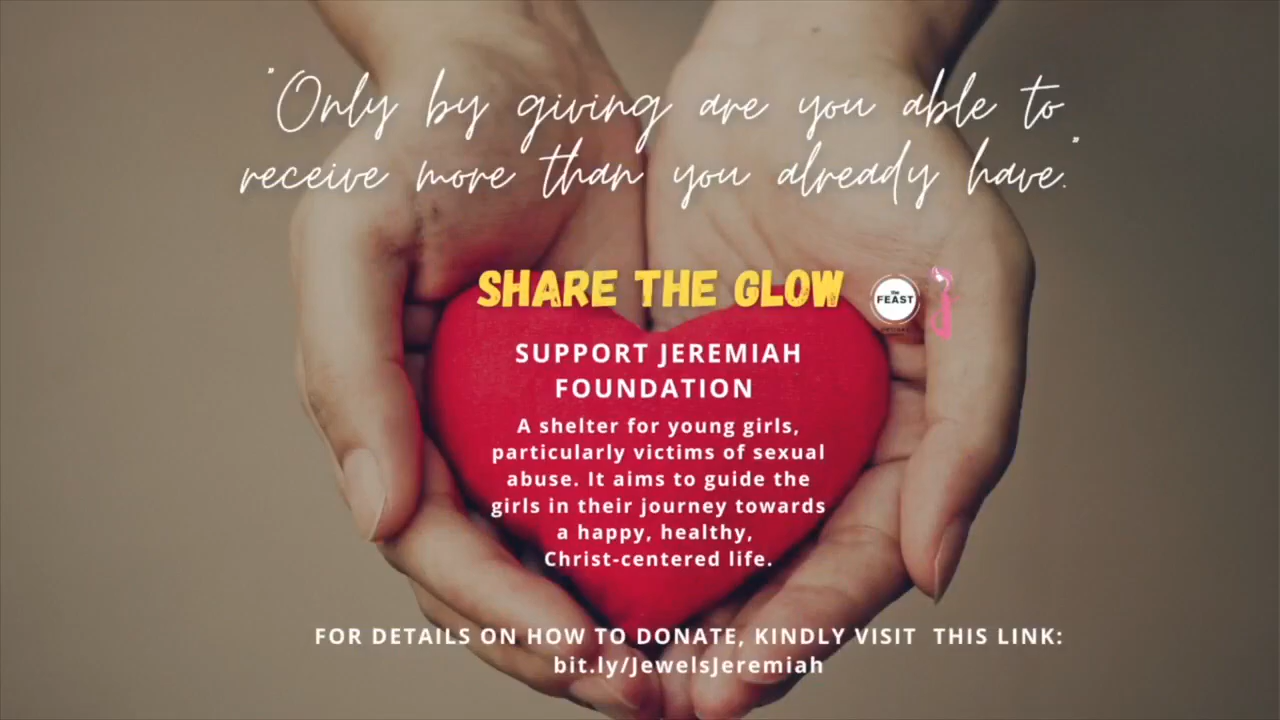 "Only by giving are you able to
receive more than you already have."
SHARE THE GLOW
the
FEAST
SUPPORT JEREMIAH
FOUNDATION
A shelter for young girls,
particularly victims of sexual
abuse. It aims to guide the
girls in their journey towards
a happy, healthy,
Christ-centered life.
FOR DETAILS ON HOW TO DONATE, KINDLY VISIT THIS LINK:
bit.ly/JewelsJeremiah